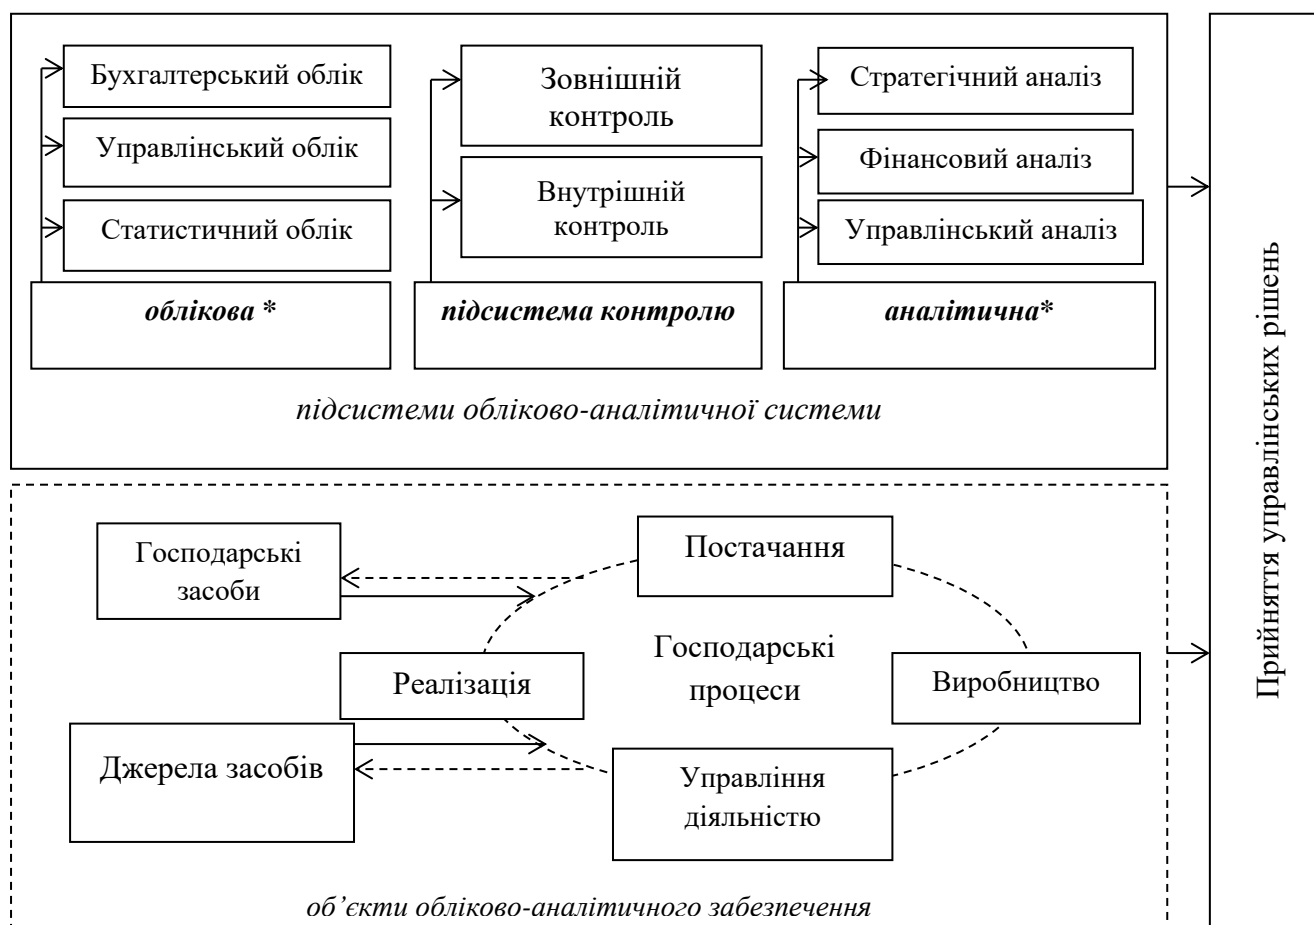 Бухгалтерський облік
Управлінський облік
Статистичний облік
облікова *
Зовнішній
контроль
Внутрішній
контроль
підсистема контролю
Стратегічний аналіз
Фінансовий аналіз
Управлінський аналіз
аналітична*
підсистеми обліково-аналітичної системи
Господарські
засоби
Постачання
Господарські
процеси
Реалізація
Виробництво
Джерела засобів
Управління
діяльністю
об’єкти обліково-аналітичного забезпечення
Прийняття управлінських рішень